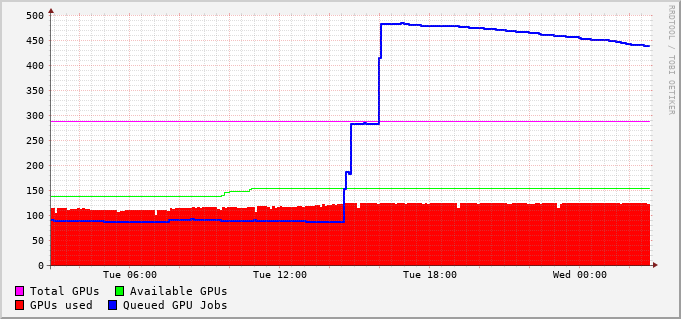 500
450
400
350
300
250
200
150
100
50
0
Tue 06:00 Tue 12:00 Tue 18:00 Wed 00:00
Total GPUs Available GPUs
GPUs used Queued GPU Jobs
RRDTOOL / TOBI OETIKER